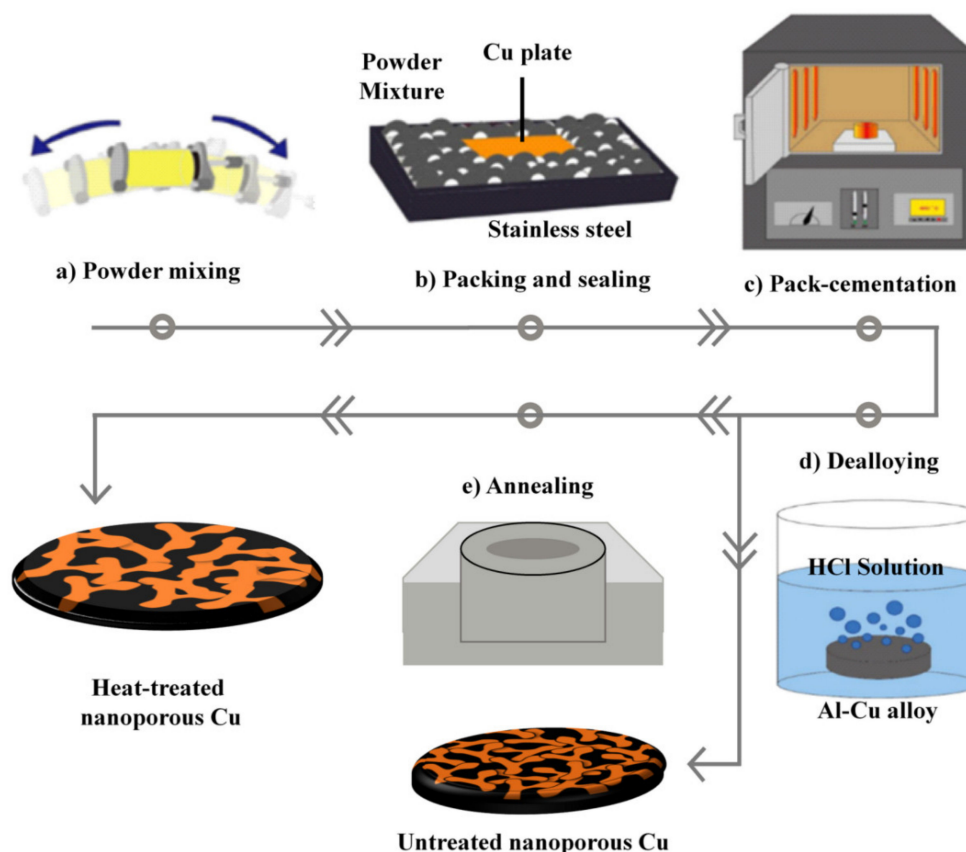 Powder
Mixture
Cu plate
Stainless steel
a) Powder mixing
b) Packing and sealing
c) Pack-cementation
d) Dealloying
e) Annealing
HCl Solution
Al-Cu alloy
Heat-treated
nanoporous Cu
Untreated nanoporous Cu